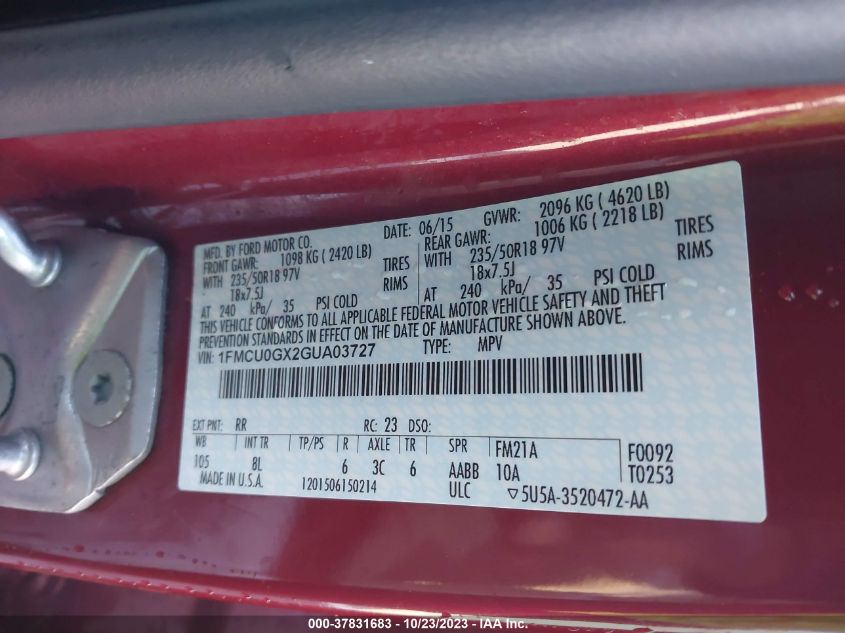 MFD. BY FORD MOTOR CO.
DATE: 06/15 GVWR: 2096 KG ( 4620 LB)
FRONT GAWR: 1098 KG ( 2420 LB)
REAR GAWR: 1006 KG ( 2218 LB)
WITH 235/50R18 97V TIRES
WITH 235/50R18 97V TIRES
18x7.5J RIMS
18x7.5J RIMS
AT 240 kPa/ 35 PSI COLD
AT 240 kPa/ 35 PSI COLD
THIS VEHICLE CONFORMS TO ALL APPLICABLE FEDERAL MOTOR VEHICLE SAFETY AND THEFT
PREVENTION STANDARDS IN EFFECT ON THE DATE OF MANUFACTURE SHOWN ABOVE.
VIN: 1FMCU0GX2GUA03727 TYPE: MPV
EXT PNT: RR RC: 23 DSO:
WB INT TR TP/PS R AXLE TR SPR FM21A F0092
105 8L 6 3C 6 AABB 10A T0253
MADE IN U.S.A. 1201506150214 ULC ▽5U5A-3520472-AA
000-37831683 - 10/23/2023 - IAA Inc.